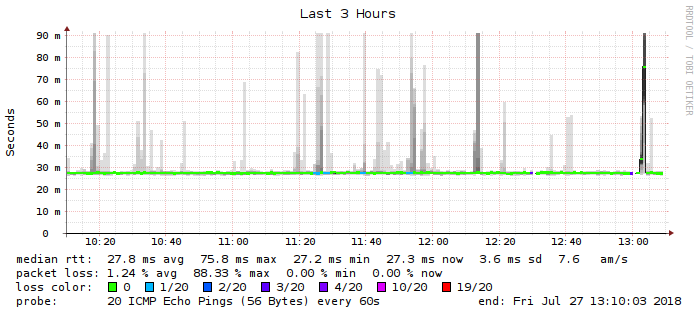 Last 3 Hours
RRDTOOL / TOBI OETIKER
Seconds
90 m
80 m
70 m
60 m
50 m
40 m
30 m
20 m
10 m
0
10:20 10:40 11:00 11:20 11:40 12:00 12:20 12:40 13:00
median rtt: 27.8 ms avg 75.8 ms max 27.2 ms min 27.3 ms now 3.6 ms sd 7.6 am/s
packet loss: 1.24 % avg 88.33 % max 0.00 % min 0.00 % now
loss color: 0 1/20 2/20 3/20 4/20 10/20 19/20
probe: 20 ICMP Echo Pings (56 Bytes) every 60s end: Fri Jul 27 13:10:03 2018